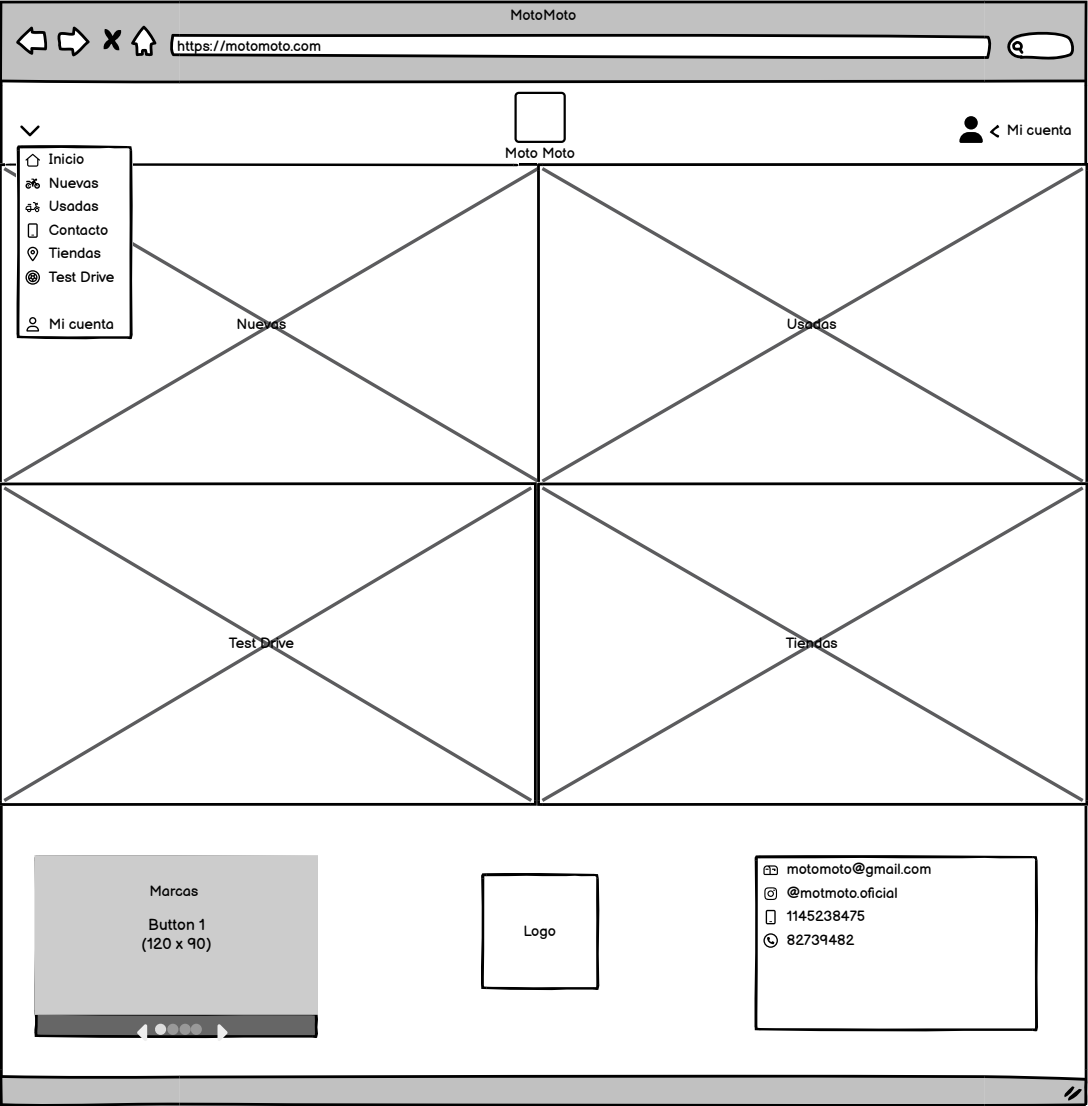 MotoMoto
https://motomoto.com
Moto Moto
Mi cuenta
Inicio
Nuevas
Usadas
Contacto
Tiendas
Test Drive
Mi cuenta
Nuevas
Usadas
Test Drive
Tiendas
Marcas
Button 1
(120 x 90)
Logo
motomoto@gmail.com
@motmoto.oficial
1145238475
82739482